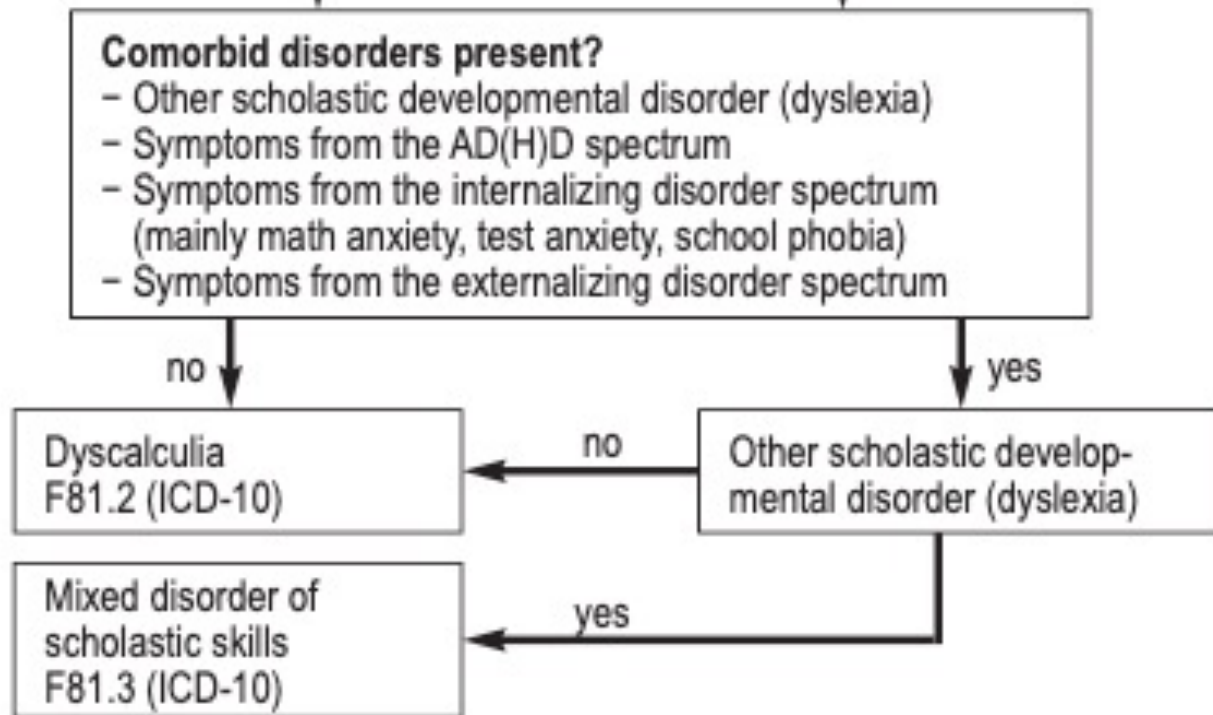 Comorbid disorders present?
– Other scholastic developmental disorder (dyslexia)
– Symptoms from the AD(H)D spectrum
– Symptoms from the internalizing disorder spectrum
(mainly math anxiety, test anxiety, school phobia)
– Symptoms from the externalizing disorder spectrum
no
yes
Dyscalculia
F81.2 (ICD-10)
no
Other scholastic develop-
mental disorder (dyslexia)
Mixed disorder of
scholastic skills
F81.3 (ICD-10)
yes